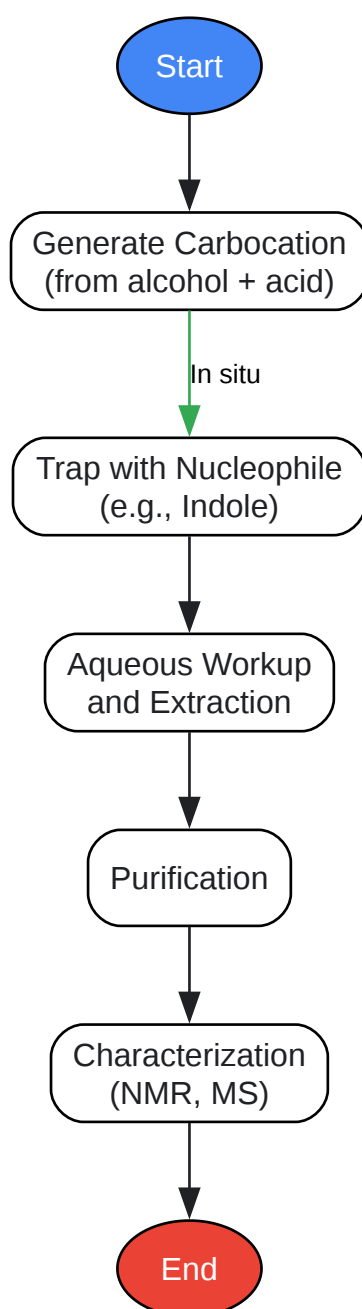 Start
Generate Carbocation
(from alcohol + acid)
In situ
Trap with Nucleophile
(e.g., Indole)
Aqueous Workup
and Extraction
Purification
Characterization
(NMR, MS)
End